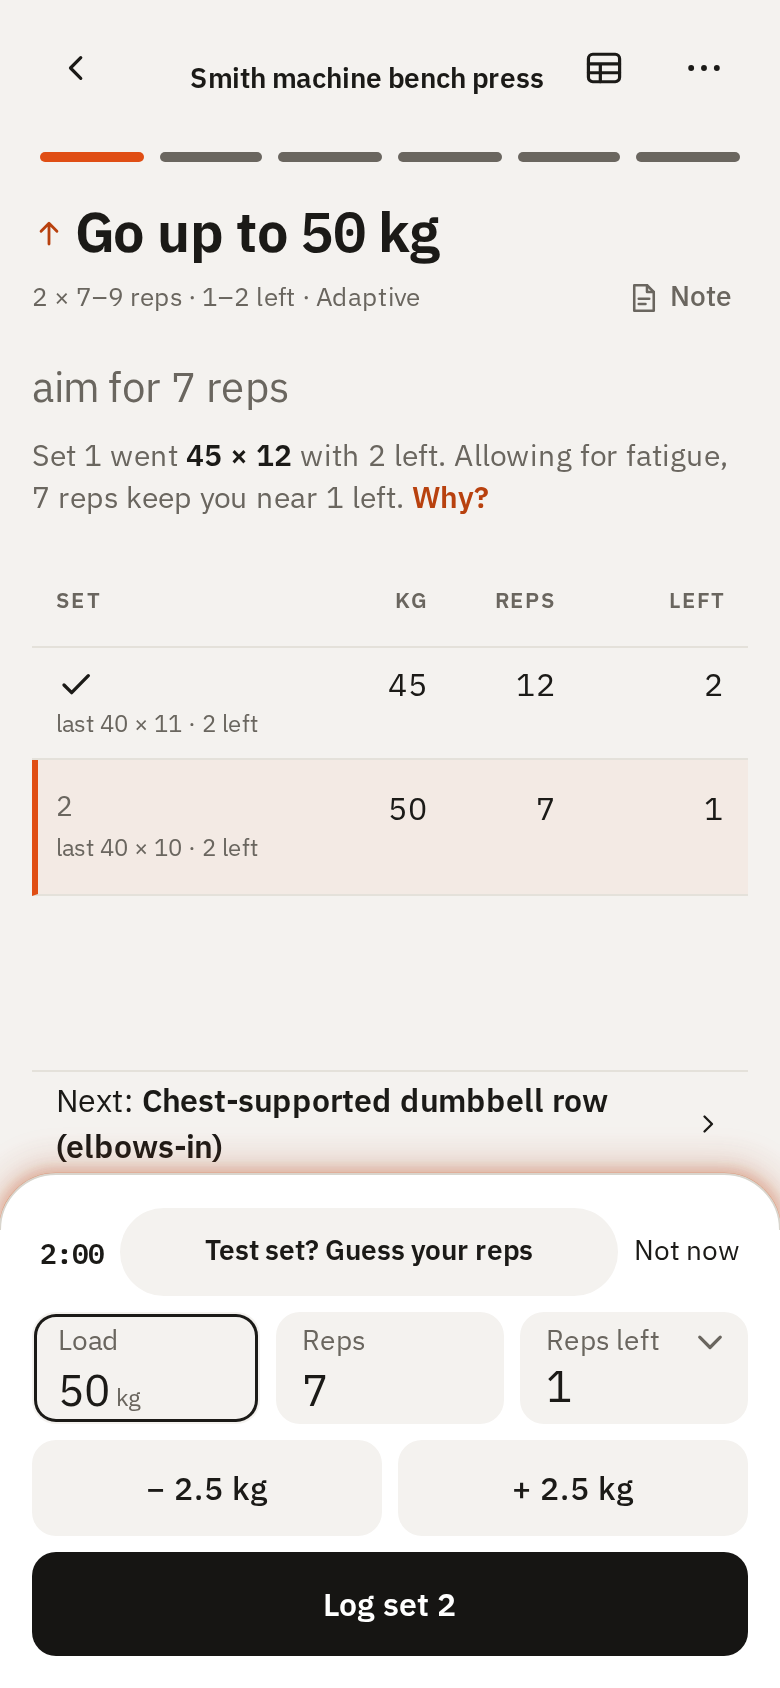 Smith machine bench press
↑ Go up to 50 kg
2 × 7–9 reps · 1–2 left · Adaptive
Note
aim for 7 reps
Set 1 went 45 × 12 with 2 left. Allowing for fatigue,
7 reps keep you near 1 left. Why?
SET KG REPS LEFT
✓ 45 12 2
last 40 × 11 · 2 left
2 50 7 1
last 40 × 10 · 2 left
Next: Chest-supported dumbbell row
(elbows-in)
2:00 Test set? Guess your reps Not now
Load Reps Reps left
50 kg 7 1
− 2.5 kg + 2.5 kg
Log set 2